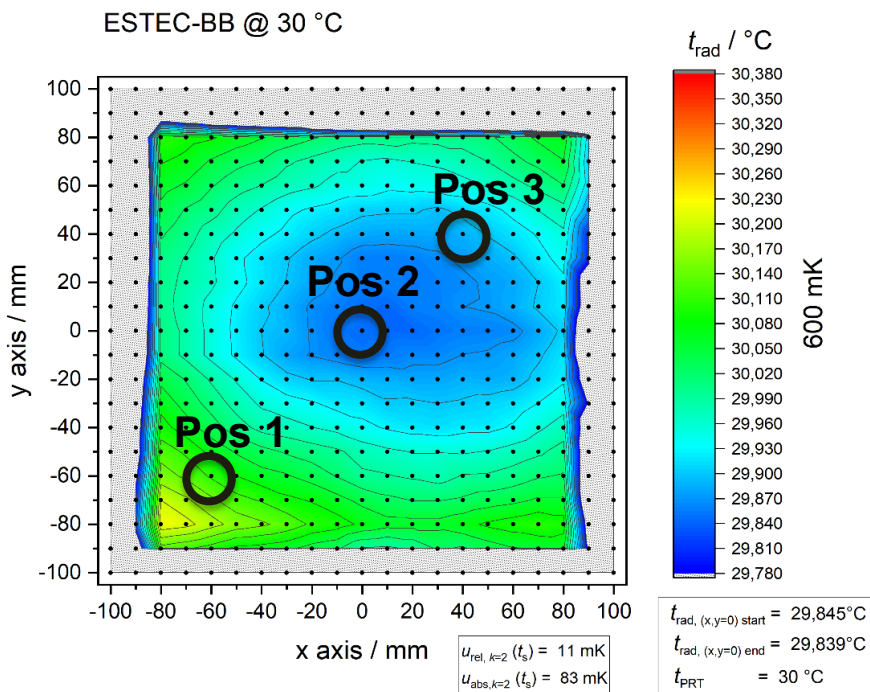 ESTEC-BB @ 30 °C
t_rad / °C
100
80
60
40
20
0
-20
-40
-60
-80
-100
y axis / mm
Pos 3
Pos 2
Pos 1
30,380
30,350
30,320
30,290
30,260
30,230
30,200
30,170
30,140
30,110
30,080
30,050
30,020
29,990
29,960
29,930
29,900
29,870
29,840
29,810
29,780
600 mK
-100 -80 -60 -40 -20 0 20 40 60 80 100
x axis / mm
u_rel, k=2 (t_s) = 11 mK
u_abs,k=2 (t_s) = 83 mK
t_rad, (x,y=0) start = 29,845°C
t_rad, (x,y=0) end = 29,839°C
t_PRT = 30 °C